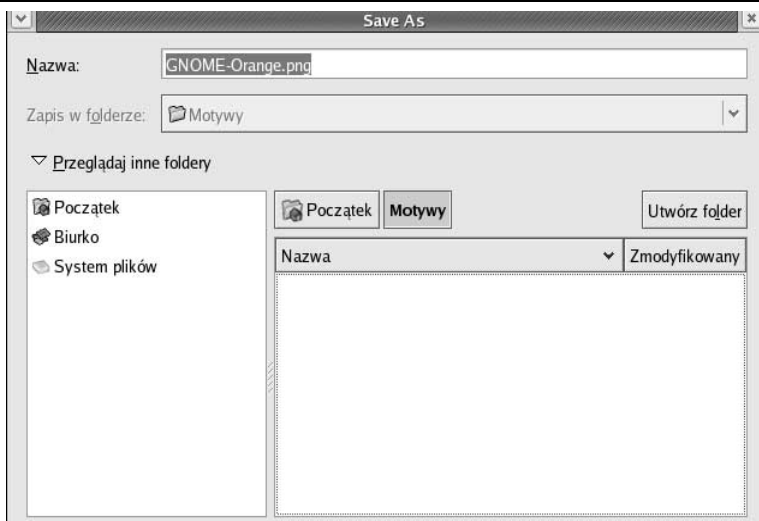 Save As
Nazwa: GNOME-Orange.png
Zapis w folderze: Motywy
Przeglądaj inne foldery
Początek
Biurko
System plików
Początek Motywy Utwórz folder
Nazwa Zmodyfikowany